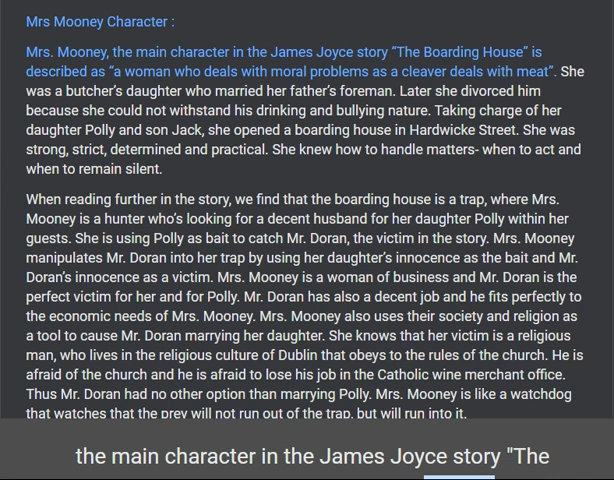 Mrs Mooney Character :
Mrs. Mooney, the main character in the James Joyce story “The Boarding House” is
described as “a woman who deals with moral problems as a cleaver deals with meat”. She
was a butcher’s daughter who married her father’s foreman. Later she divorced him
because she could not withstand his drinking and bullying nature. Taking charge of her
daughter Polly and son Jack, she opened a boarding house in Hardwicke Street. She was
strong, strict, determined and practical. She knew how to handle matters- when to act and
when to remain silent.
When reading further in the story, we find that the boarding house is a trap, where Mrs.
Mooney is a hunter who’s looking for a decent husband for her daughter Polly within her
guests. She is using Polly as bait to catch Mr. Doran, the victim in the story. Mrs. Mooney
manipulates Mr. Doran into her trap by using her daughter’s innocence as the bait and Mr.
Doran’s innocence as a victim. Mrs. Mooney is a woman of business and Mr. Doran is the
perfect victim for her and for Polly. Mr. Doran has also a decent job and he fits perfectly to
the economic needs of Mrs. Mooney. Mrs. Mooney also uses their society and religion as
a tool to cause Mr. Doran marrying her daughter. She knows that her victim is a religious
man, who lives in the religious culture of Dublin that obeys to the rules of the church. He is
afraid of the church and he is afraid to lose his job in the Catholic wine merchant office.
Thus Mr. Doran had no other option than marrying Polly. Mrs. Mooney is like a watchdog
that watches that the prey will not run out of the trap, but will run into it.
the main character in the James Joyce story "The